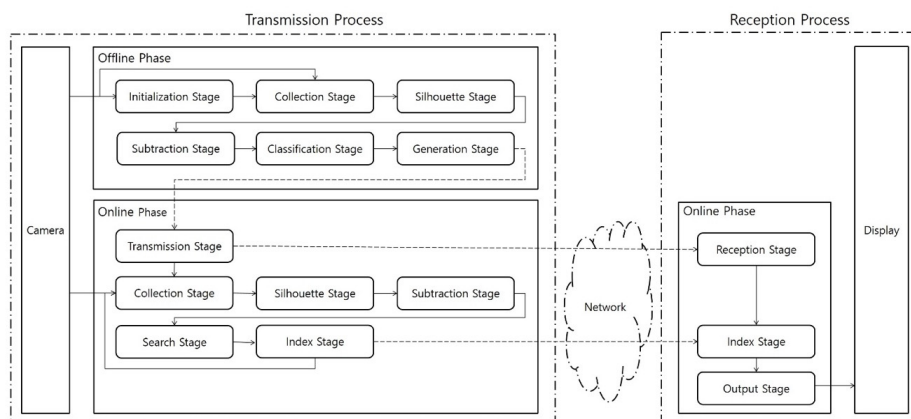 Transmission Process
Reception Process
Camera
Offline Phase
Initialization Stage
Collection Stage
Silhouette Stage
Subtraction Stage
Classification Stage
Generation Stage
Online Phase
Transmission Stage
Collection Stage
Silhouette Stage
Subtraction Stage
Search Stage
Index Stage
Network
Online Phase
Reception Stage
Index Stage
Output Stage
Display